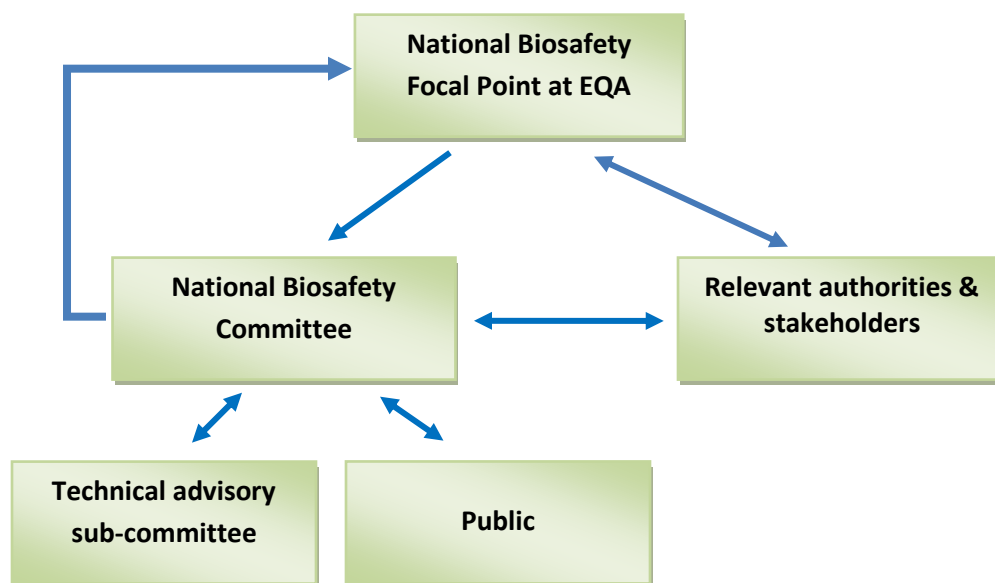 National Biosafety
Focal Point at EQA
National Biosafety
Committee
Relevant authorities &
stakeholders
Technical advisory
sub-committee
Public